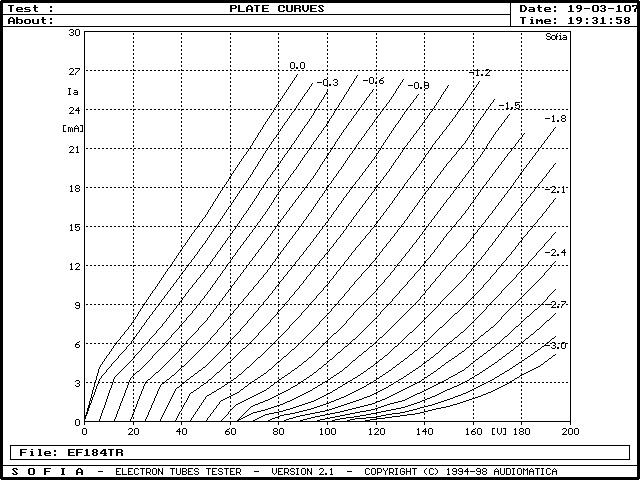 Test :
PLATE CURVES
Date: 19-03-107
About:
Time: 19:31:58
30
Sofia
27
Ia
24
[mA]
21
18
15
12
9
6
3
0
0.0
-0.3
-0.6
-0.9
-1.2
-1.5
-1.8
-2.1
-2.4
-2.7
-3.0
0 20 40 60 80 100 120 140 160 [V] 180 200
File: EF184TR
S O F I A - ELECTRON TUBES TESTER - VERSION 2.1 - COPYRIGHT (C) 1994-98 AUDIOMATICA